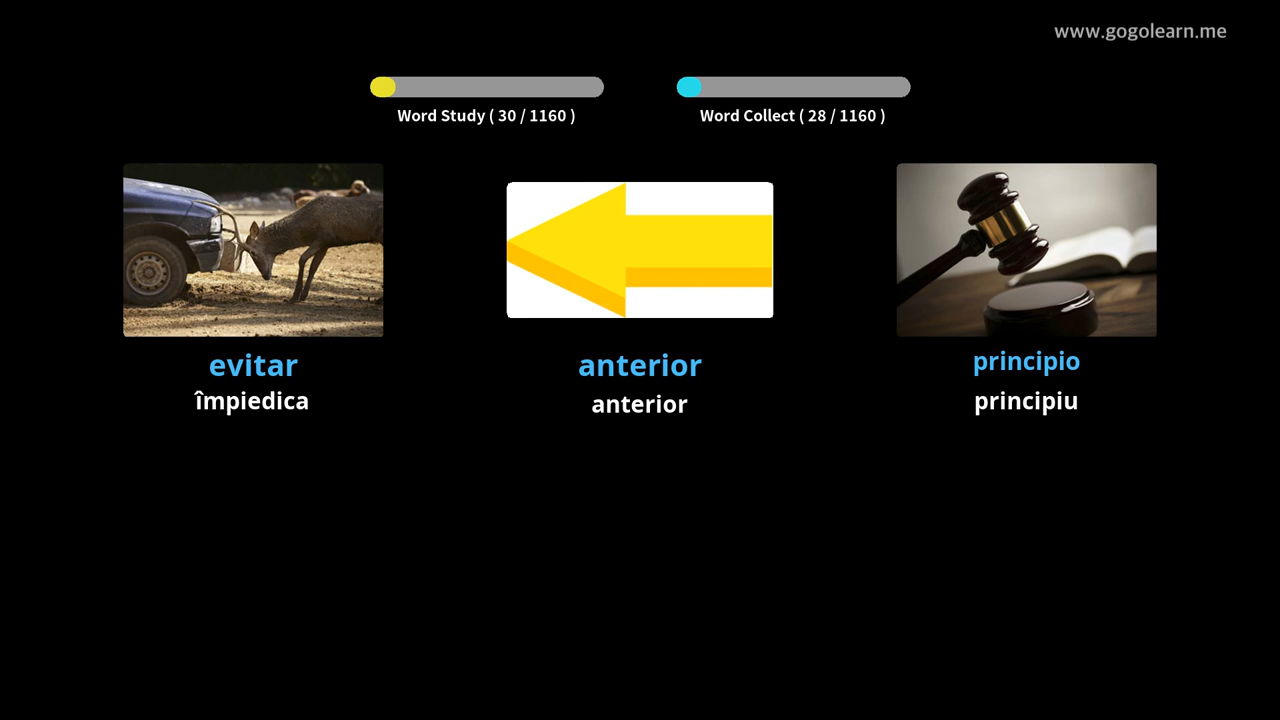 www.gogolearn.me
Word Study ( 30 / 1160 )
Word Collect ( 28 / 1160 )
evitar
împiedica
anterior
anterior
principio
principiu